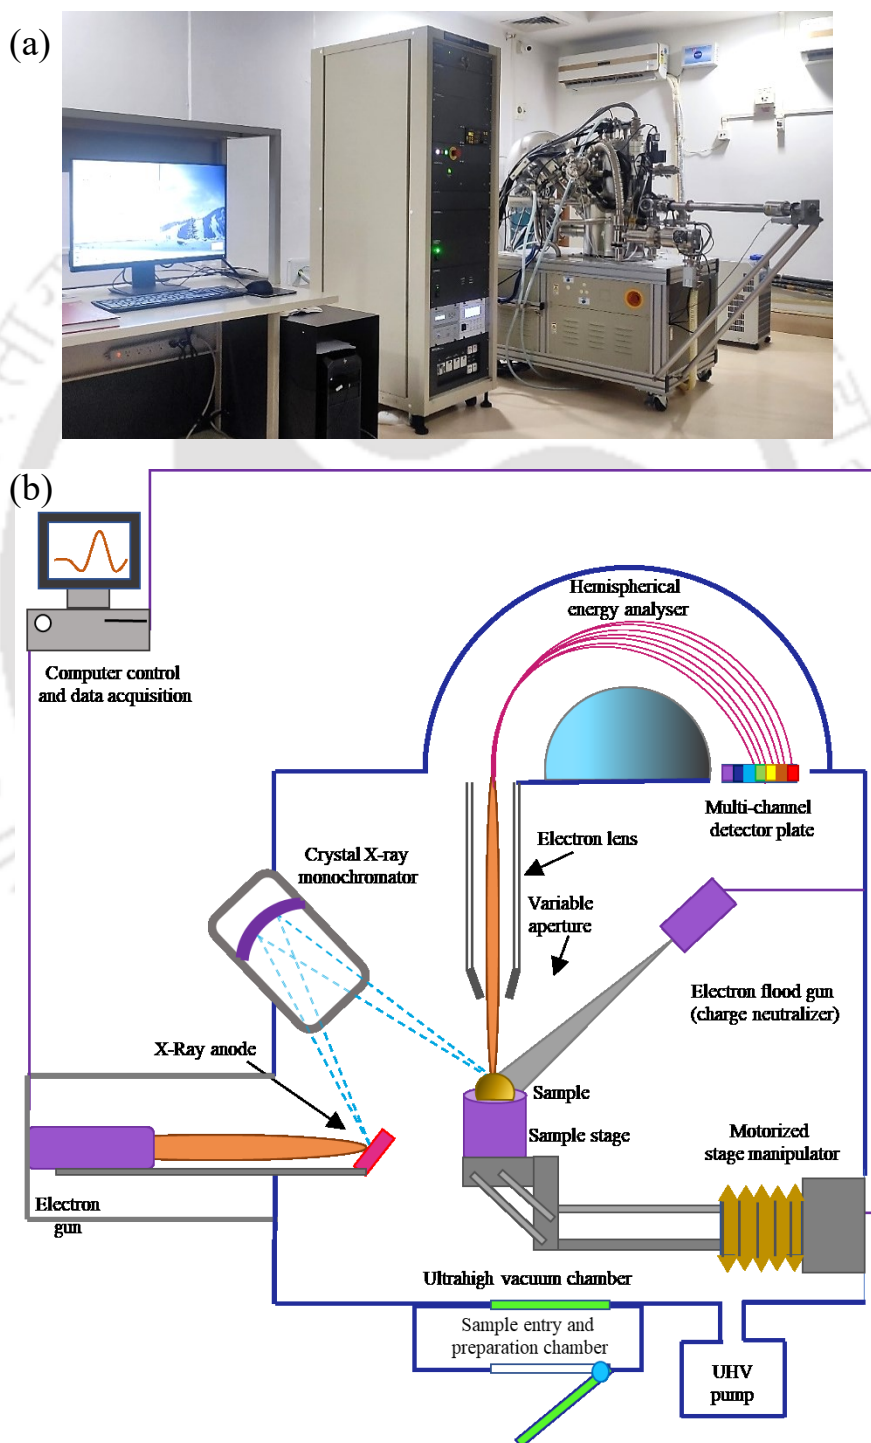 (a)
(b)
Hemispherical
energy analyser
Computer control
and data acquisition
Multi-channel
detector plate
Electron lens
Crystal X-ray
monochromator
Variable
aperture
Electron flood gun
(charge neutralizer)
X-Ray anode
Sample
Sample stage
Motorized
stage manipulator
Electron
gun
Ultrahigh vacuum chamber
Sample entry and
preparation chamber
UHV
pump